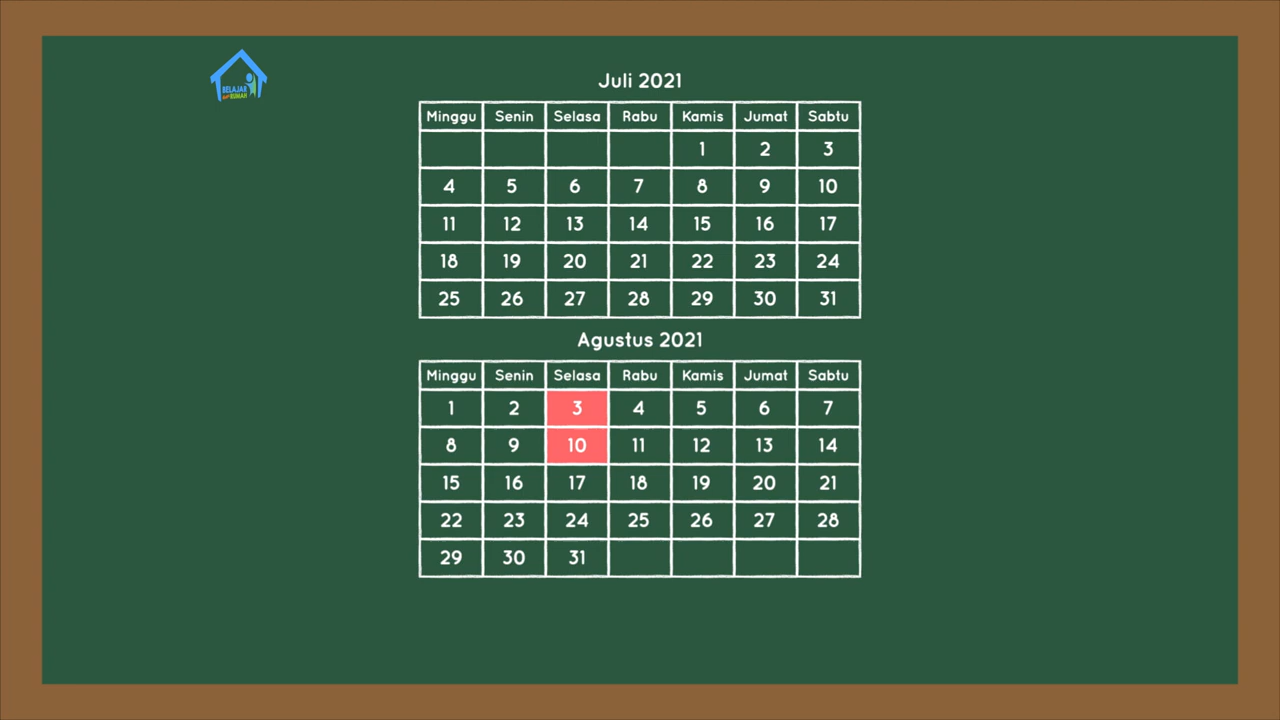 BELAJAR
DARI RUMAH
Juli 2021
Minggu Senin Selasa Rabu Kamis Jumat Sabtu
1 2 3
4 5 6 7 8 9 10
11 12 13 14 15 16 17
18 19 20 21 22 23 24
25 26 27 28 29 30 31
Agustus 2021
Minggu Senin Selasa Rabu Kamis Jumat Sabtu
1 2 3 4 5 6 7
8 9 10 11 12 13 14
15 16 17 18 19 20 21
22 23 24 25 26 27 28
29 30 31